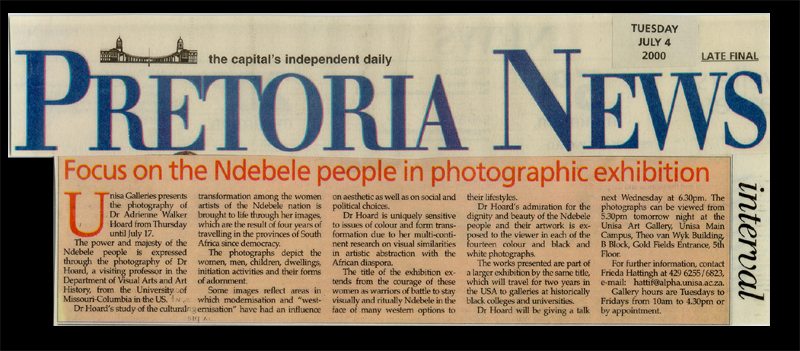 the capital's independent daily
TUESDAY
JULY 4
2000
LATE FINAL
PRETORIA NEWS
Focus on the Ndebele people in photographic exhibition
interval
Unisa Galleries presents
the photography of
Dr Adrienne Walker
Hoard from Thursday
until July 17.
The power and majesty of the
Ndebele people is expressed
through the photography of Dr
Hoard, a visiting professor in the
Department of Visual Arts and Art
History, from the University of
Missouri-Columbia in the US.
Dr Hoard's study of the cultural
transformation among the women
artists of the Ndebele nation is
brought to life through her images,
which are the result of four years of
travelling in the provinces of South
Africa since democracy.
The photographs depict the
women, men, children, dwellings,
initiation activities and their forms
of adornment.
Some images reflect areas in
which modernisation and "west-
ernisation" have had an influence
on aesthetic as well as on social and
political choices.
Dr Hoard is uniquely sensitive
to issues of colour and form trans-
formation due to her multi-conti-
nent research on visual similarities
in artistic abstraction with the
African diaspora.
The title of the exhibition ex-
tends from the courage of these
women as warriors of battle to stay
visually and ritually Ndebele in the
face of many western options to
their lifestyles.
Dr Hoard's admiration for the
dignity and beauty of the Ndebele
people and their artwork is ex-
posed to the viewer in each of the
fourteen colour and black and
white photographs.
The works presented are part of
a larger exhibition by the same title,
which will travel for two years in
the USA to galleries at historically
black colleges and universities.
Dr Hoard will be giving a talk
next Wednesday at 6.30pm. The
photographs can be viewed from
5.30pm tomorrow night at the
Unisa Art Gallery, Unisa Main
Campus, Theo van Wyk Building,
B Block, Gold Fields Entrance, 5th
Floor.
For further information, contact
Frieda Hattingh at 429 6255/6823,
e-mail: hattif@alpha.unisa.ac.za.
Gallery hours are Tuesdays to
Fridays from 10am to 4.30pm or
by appointment.